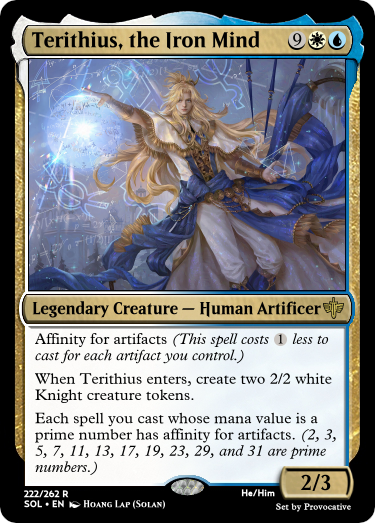 Terithius, the Iron Mind 9
Legendary Creature — Human Artificer
Affinity for artifacts (This spell costs 1 less to
cast for each artifact you control.)
When Terithius enters, create two 2/2 white
Knight creature tokens.
Each spell you cast whose mana value is a
prime number has affinity for artifacts. (2, 3,
5, 7, 11, 13, 17, 19, 23, 29, and 31 are prime
numbers.)
2/3
222/262 R He/Him
SOL • EN Hoang Lap (Solan) Set by Provocative